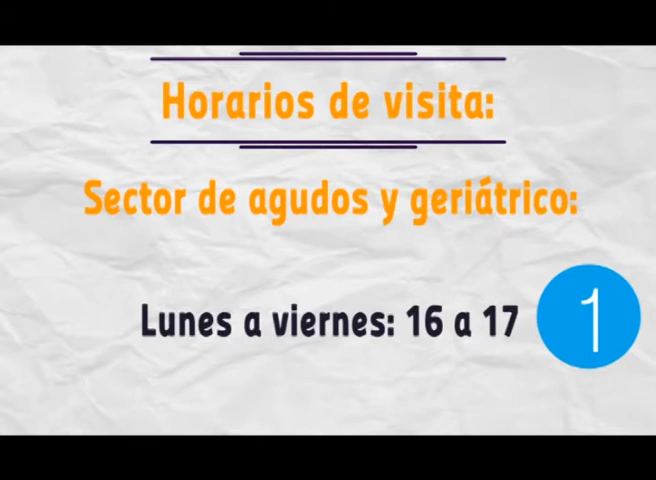 Horarios de visita:
Sector de agudos y geriátrico:
Lunes a viernes: 16 a 17
1